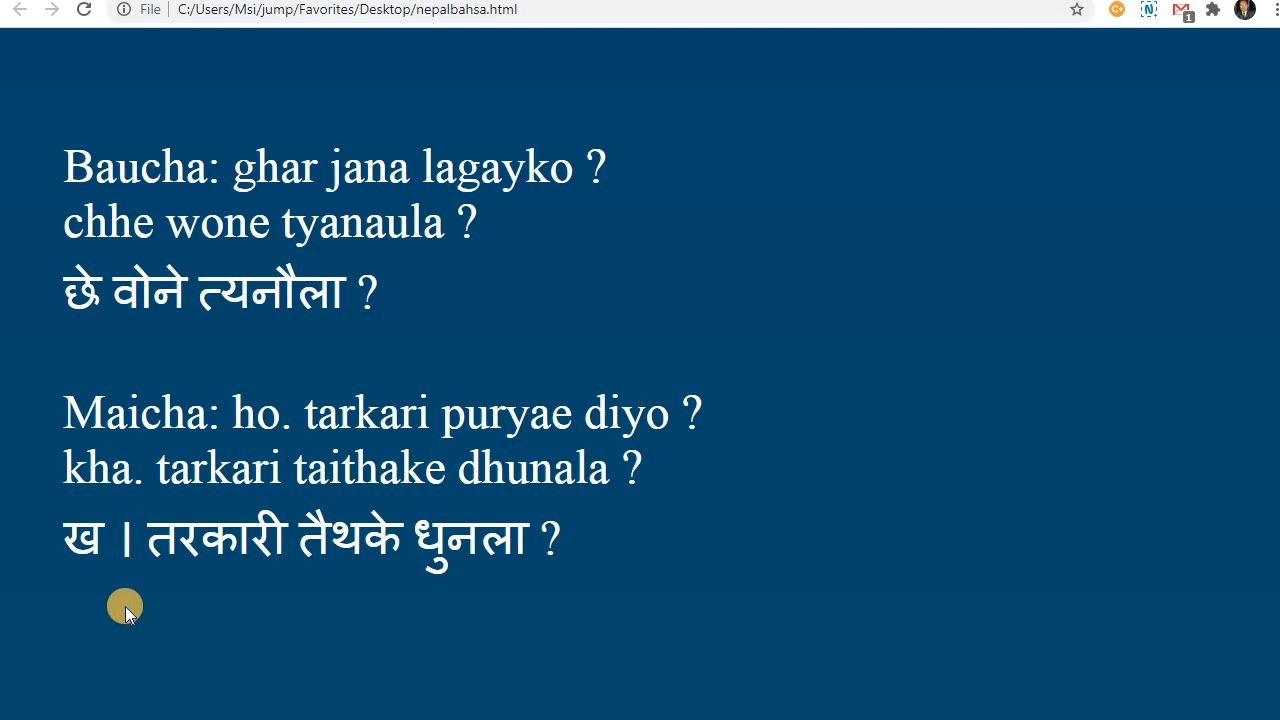 File
C:/Users/Msi/jump/Favorites/Desktop/nepalbahsa.html
1
Baucha: ghar jana lagayko ?
chhe wone tyanaula ?
छे वोने त्यनौला ?
Maicha: ho. tarkari puryae diyo ?
kha. tarkari taithake dhunala ?
ख । तरकारी तैथके धुनला ?